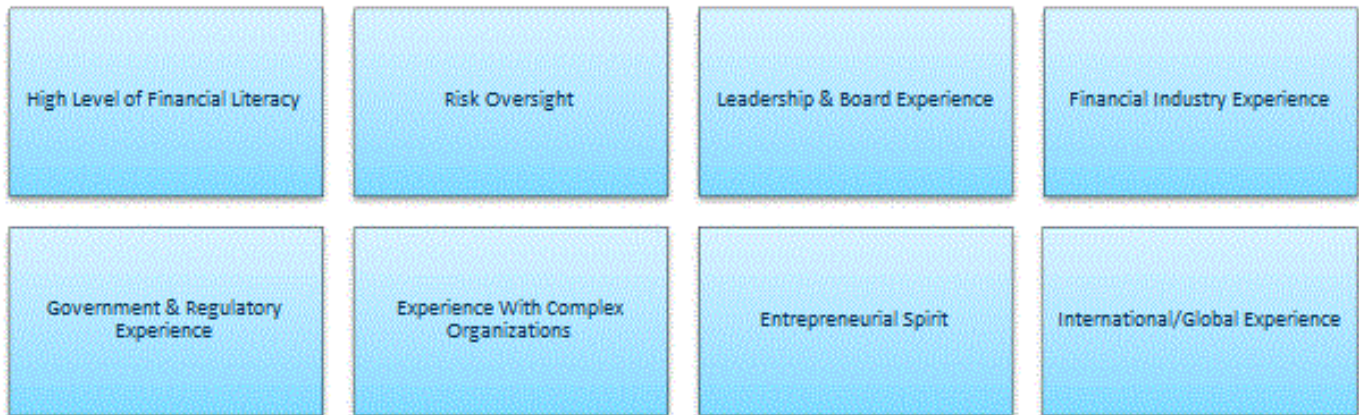 High Level of Financial Literacy
Risk Oversight
Leadership & Board Experience
Financial Industry Experience
Government & Regulatory
Experience
Experience With Complex
Organizations
Entrepreneurial Spirit
International/Global Experience